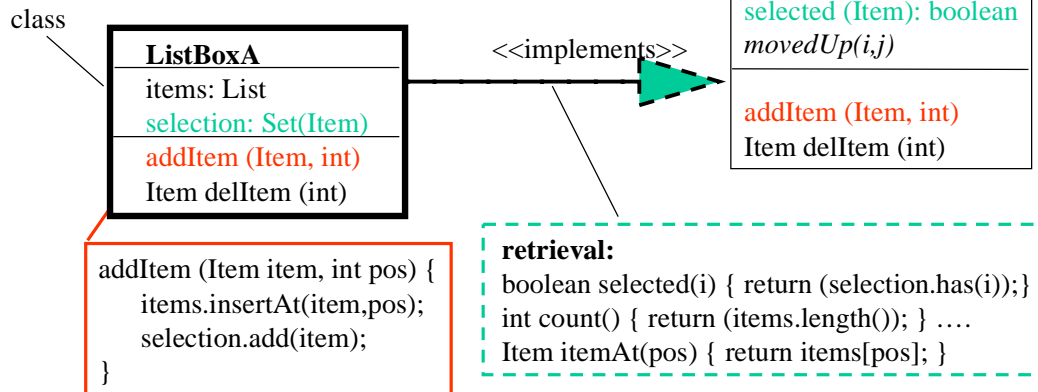 class
ListBoxA
items: List
selection: Set(Item)
addItem (Item, int)
Item delItem (int)
<<implements>>
selected (Item): boolean
movedUp(i,j)
addItem (Item, int)
Item delItem (int)
addItem (Item item, int pos) {
items.insertAt(item,pos);
selection.add(item);
}
retrieval:
boolean selected(i) { return (selection.has(i));}
int count() { return (items.length()); } ….
Item itemAt(pos) { return items[pos]; }